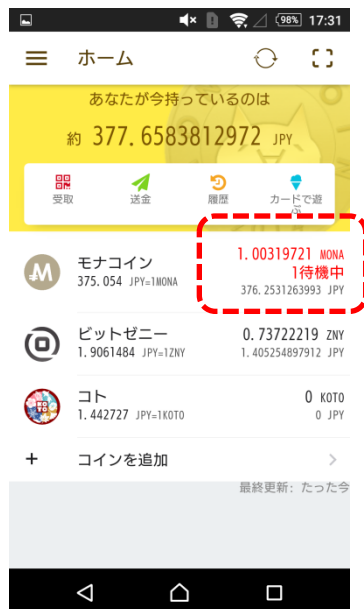 98% 17:31
ホーム
あなたが今持っているのは
約 377.6583812972 JPY
受取 送金 履歴 カードで遊ぶ
モナコイン 1.00319721 MONA
1待機中
375.054 JPY=1MONA 376.2531263993 JPY
ビットゼニー 0.73722219 ZNY
1.9061484 JPY=1ZNY 1.405254897912 JPY
コト 0 KOTO
1.442727 JPY=1KOTO 0 JPY
+ コインを追加 >
最終更新: たった今